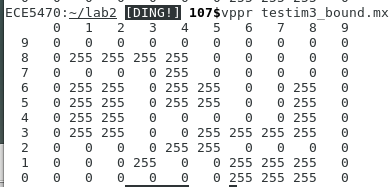 ECE5470:~/lab2 [DING!] 107$vppr testim3_bound.mx
0 1 2 3 4 5 6 7 8 9
9 0 0 0 0 0 0 0 0 0 0
8 0 255 255 255 255 0 0 0 0 0
7 0 0 0 0 255 0 0 0 0 0
6 0 255 255 0 255 255 0 0 255 0
5 0 255 255 0 255 255 0 0 255 0
4 0 255 255 0 0 0 0 0 255 0
3 0 255 255 0 0 255 255 255 255 0
2 0 0 0 0 255 255 0 0 0 0
1 0 0 0 255 0 0 255 255 255 0
0 0 0 0 0 0 0 255 255 255 0